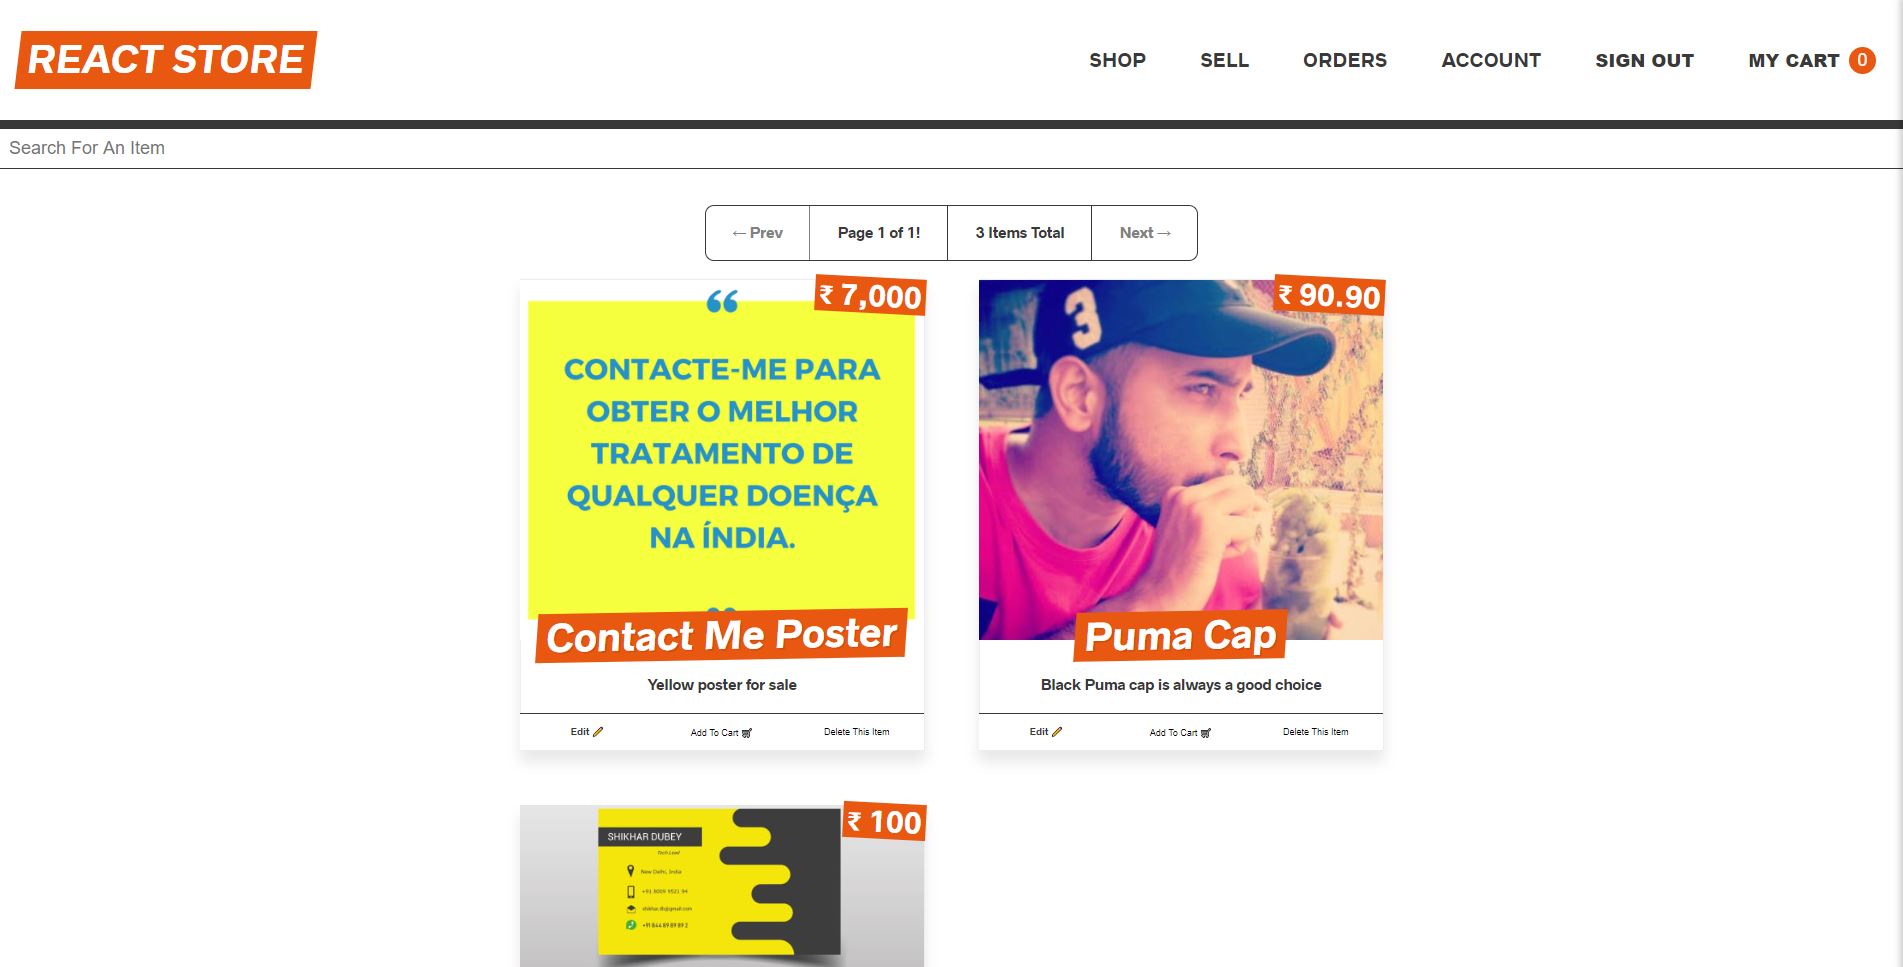 REACT STORE
SHOP SELL ORDERS ACCOUNT SIGN OUT MY CART 0
Search For An Item
← Prev Page 1 of 1! 3 Items Total Next →
₹ 7,000
“
CONTACTE-ME PARA
OBTER O MELHOR
TRATAMENTO DE
QUALQUER DOENÇA
NA ÍNDIA.
Contact Me Poster
Yellow poster for sale
Edit Add To Cart Delete This Item
₹ 90.90
3
Puma Cap
Black Puma cap is always a good choice
Edit Add To Cart Delete This Item
₹ 100
SHIKHAR DUBEY
Tech Lead
New Delhi, India
+91 8009 9521 94
shikhar.db@gmail.com
+91 844 89 89 89 2